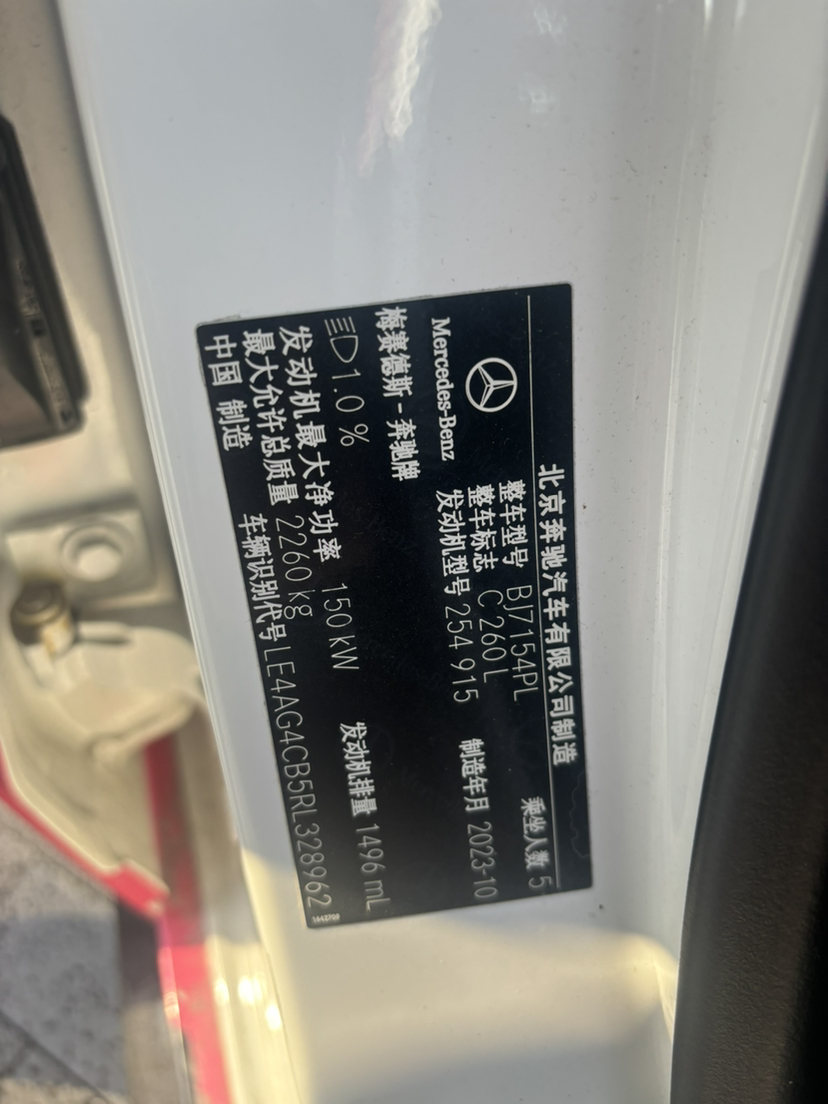 北京奔驰汽车有限公司制造
整车型号 BJ7154PL 乘坐人数 5
整车标志 C 260 L
Mercedes-Benz 发动机型号 254 915 制造年月 2023-10
梅赛德斯-奔驰牌
1.0 %
发动机最大净功率 150 kW 发动机排量 1496 mL
最大允许总质量 2260 kg
中国 制造 车辆识别代号 LE4AG4CB5RL328962